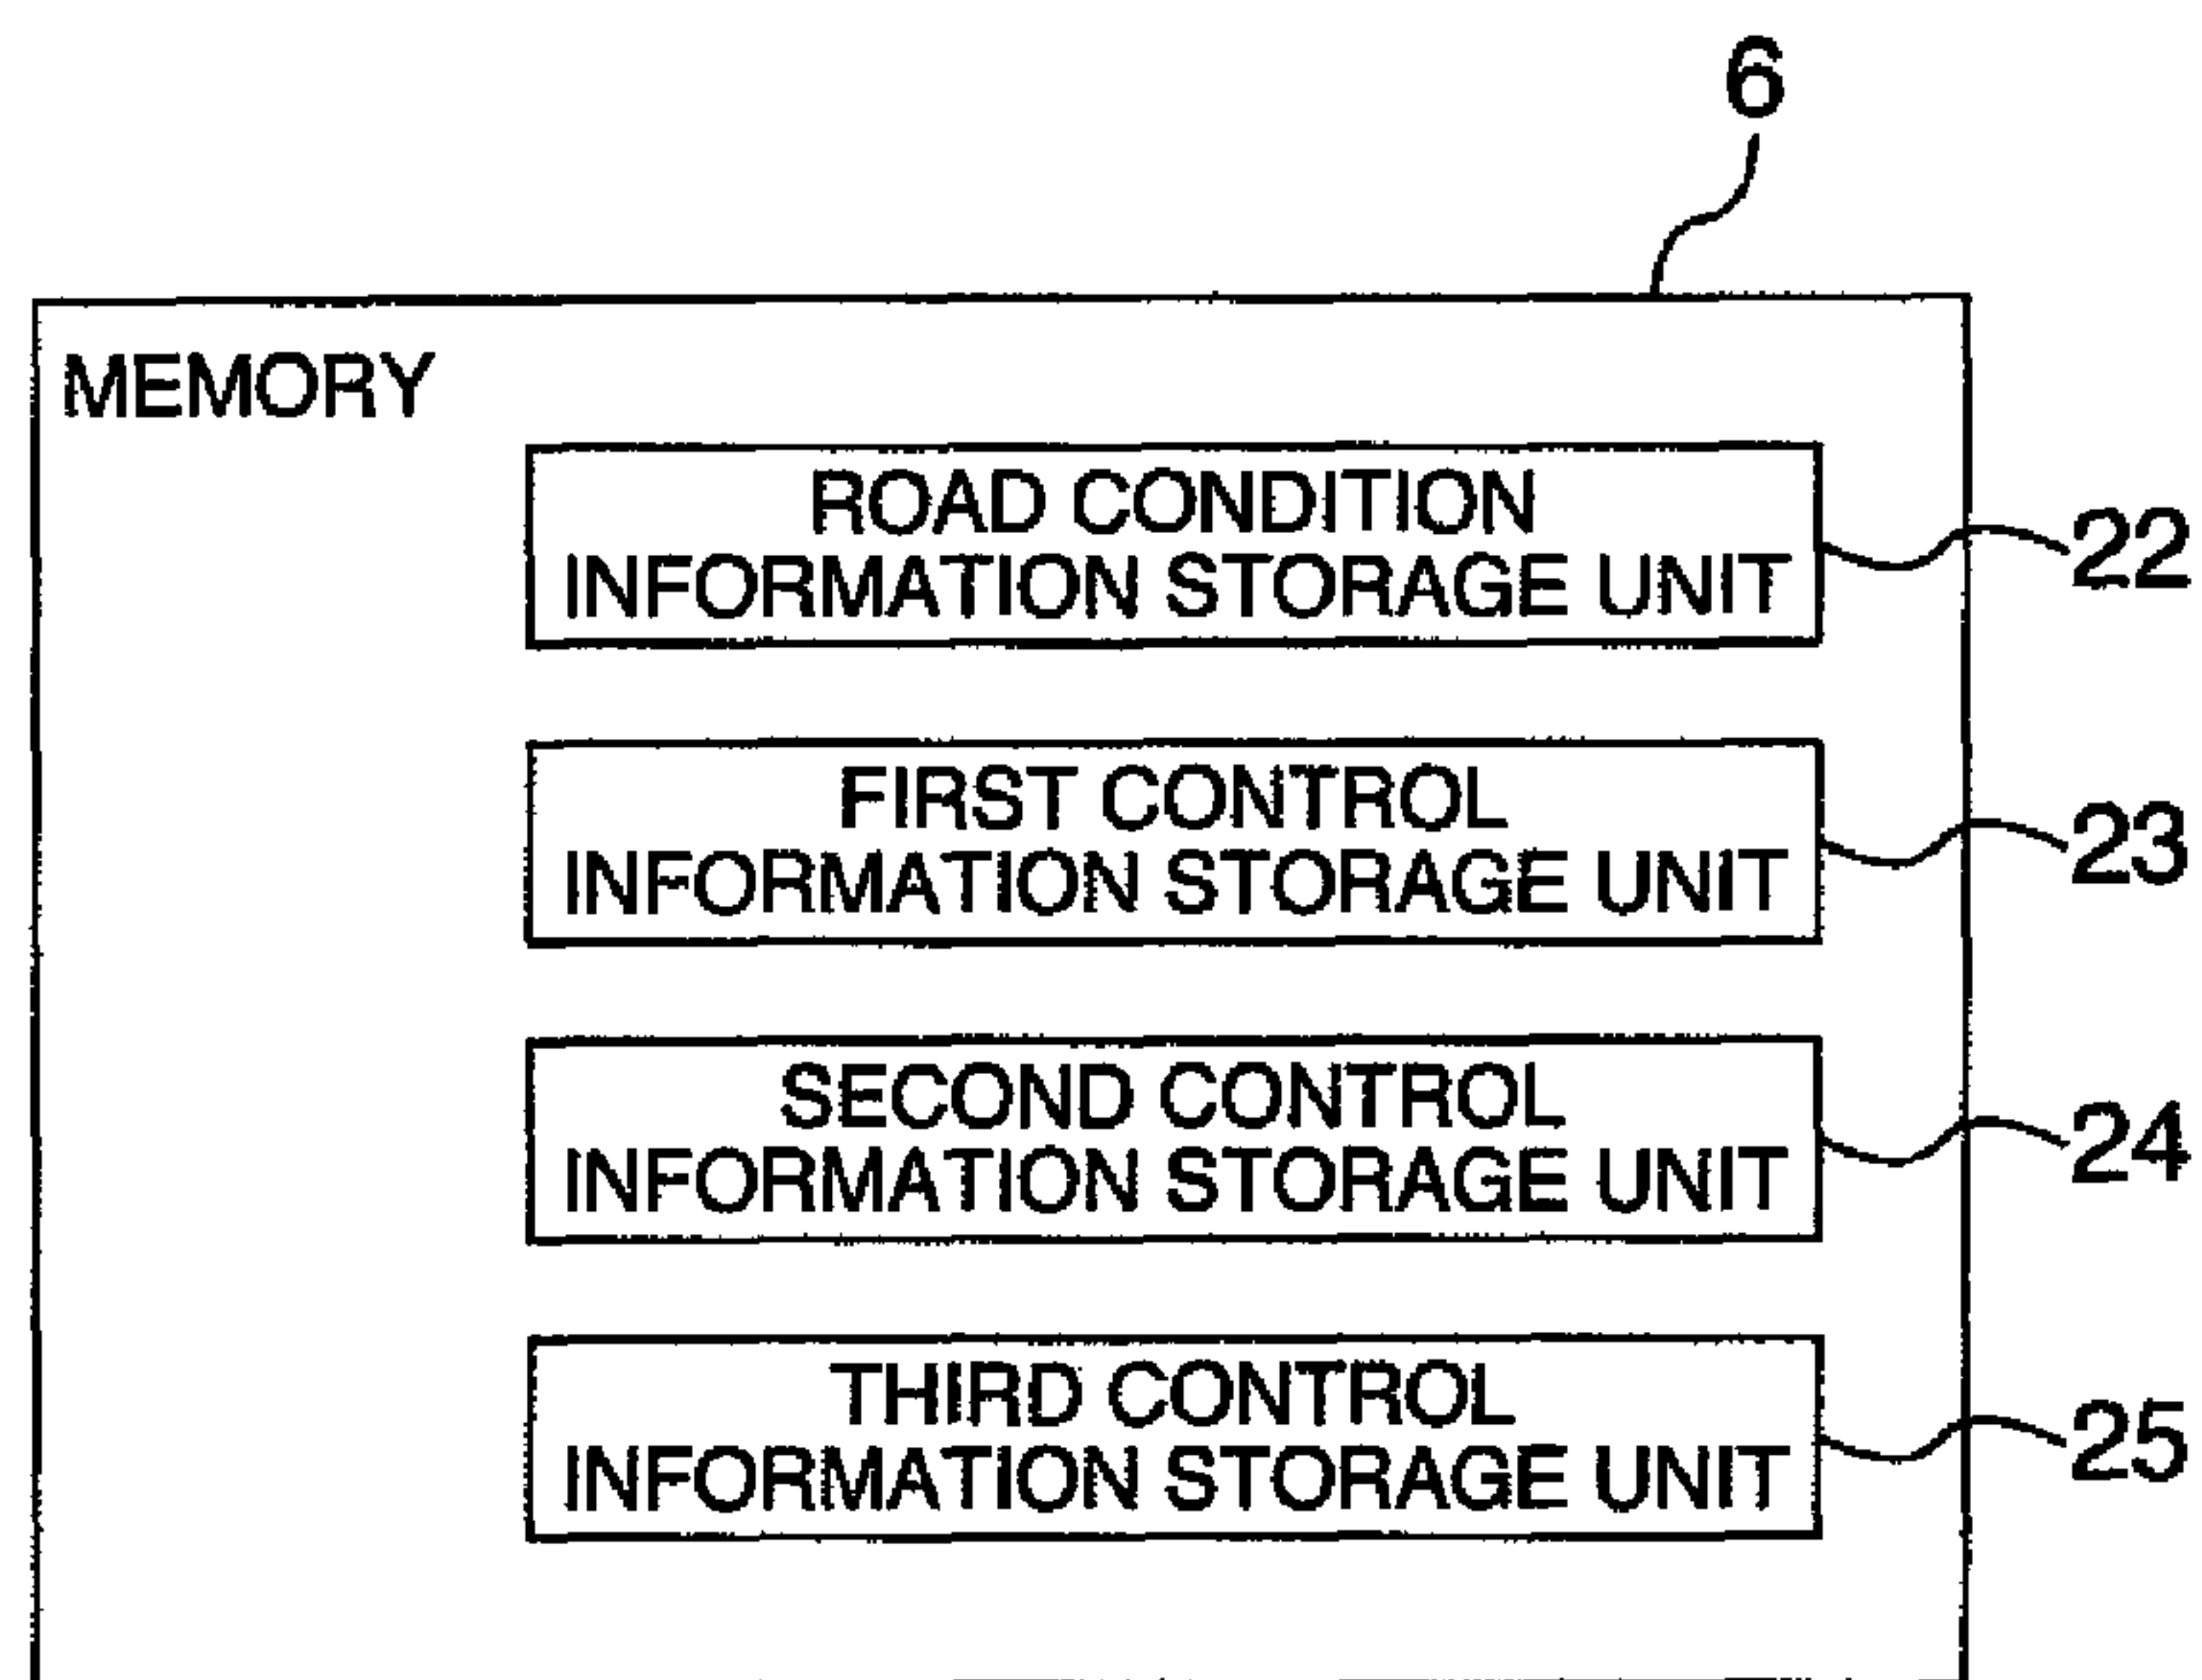 6
MEMORY
ROAD CONDITION
INFORMATION STORAGE UNIT
22
FIRST CONTROL
INFORMATION STORAGE UNIT
23
SECOND CONTROL
INFORMATION STORAGE UNIT
24
THIRD CONTROL
INFORMATION STORAGE UNIT
25